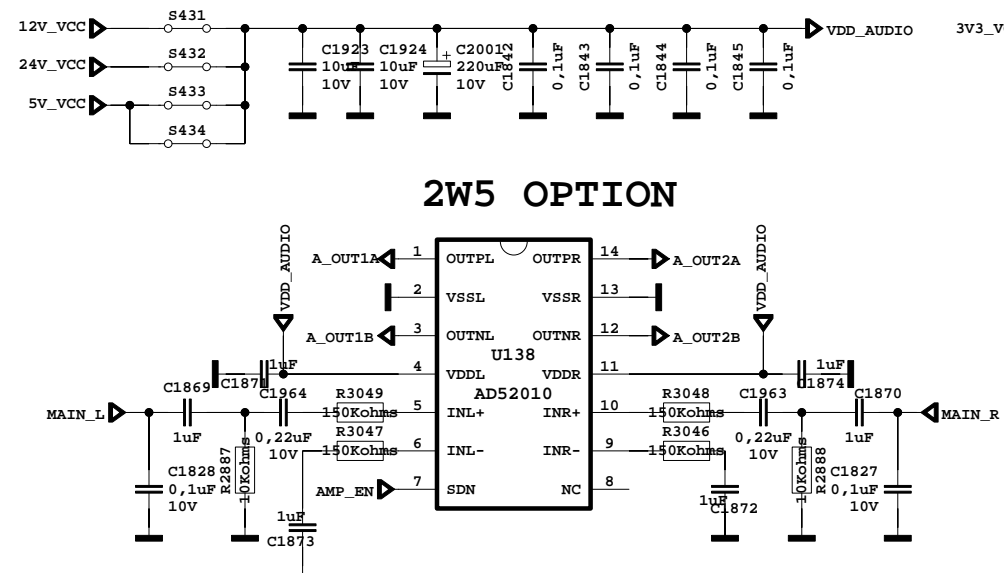 S431
12V_VCC
VDD_AUDIO
3V3_V
S432
24V_VCC
S433
5V_VCC
S434
C1923
10uF
10V
C1924
10uF
10V
C2001
+
220uF
10V
C1842
0,1uF
C1843
0,1uF
C1844
0,1uF
C1845
0,1uF
2W5 OPTION
VDD_AUDIO
VDD_AUDIO
A_OUT1A
1
OUTPL
OUTPR
14
A_OUT2A
2
VSSL
VSSR
13
A_OUT1B
3
OUTNL
OUTNR
12
A_OUT2B
U138
4
VDDL
VDDR
11
AD52010
C1871
1uF
1uF
C1874
MAIN_L
C1869
1uF
C1964
0,22uF
10V
R3049
150Kohms
5
INL+
INR+
10
R3048
150Kohms
C1963
0,22uF
10V
C1870
1uF
MAIN_R
R3047
150Kohms
6
INL-
INR-
9
R3046
150Kohms
C1828
0,1uF
10V
R2887
10Kohms
AMP_EN
7
SDN
NC
8
1uF
C1873
1uF
C1872
R2888
10Kohms
C1827
0,1uF
10V